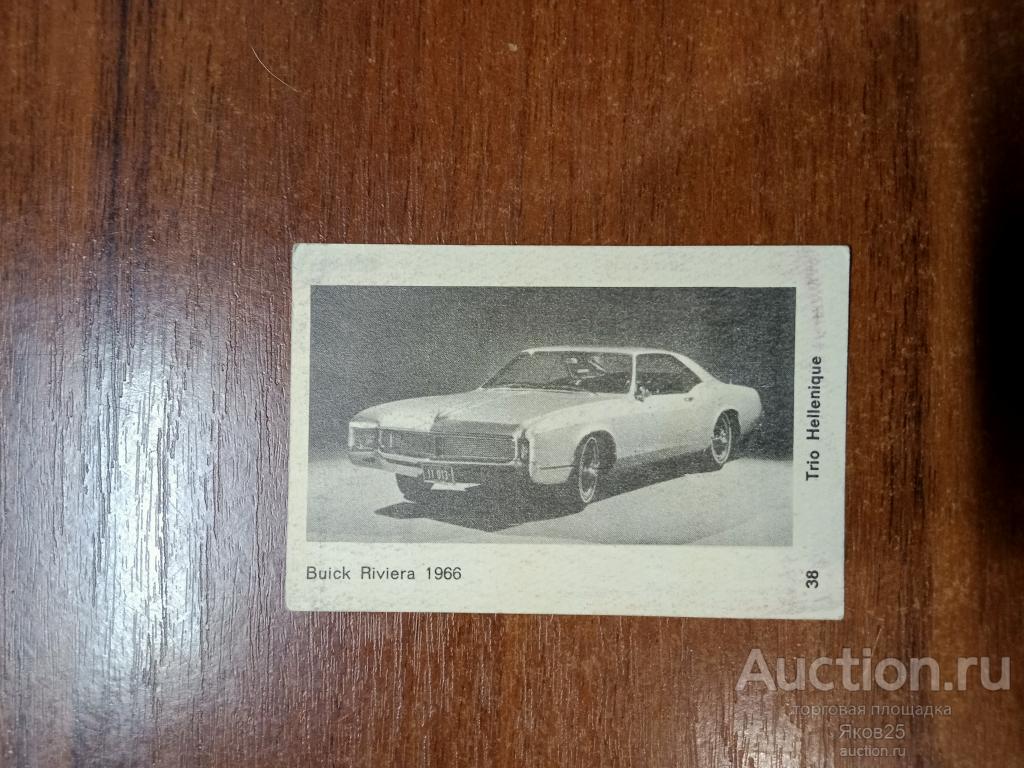 Buick Riviera 1966
38
Trio Hellenique
Auction.ru
торговая площадка
Яков25
auction.ru